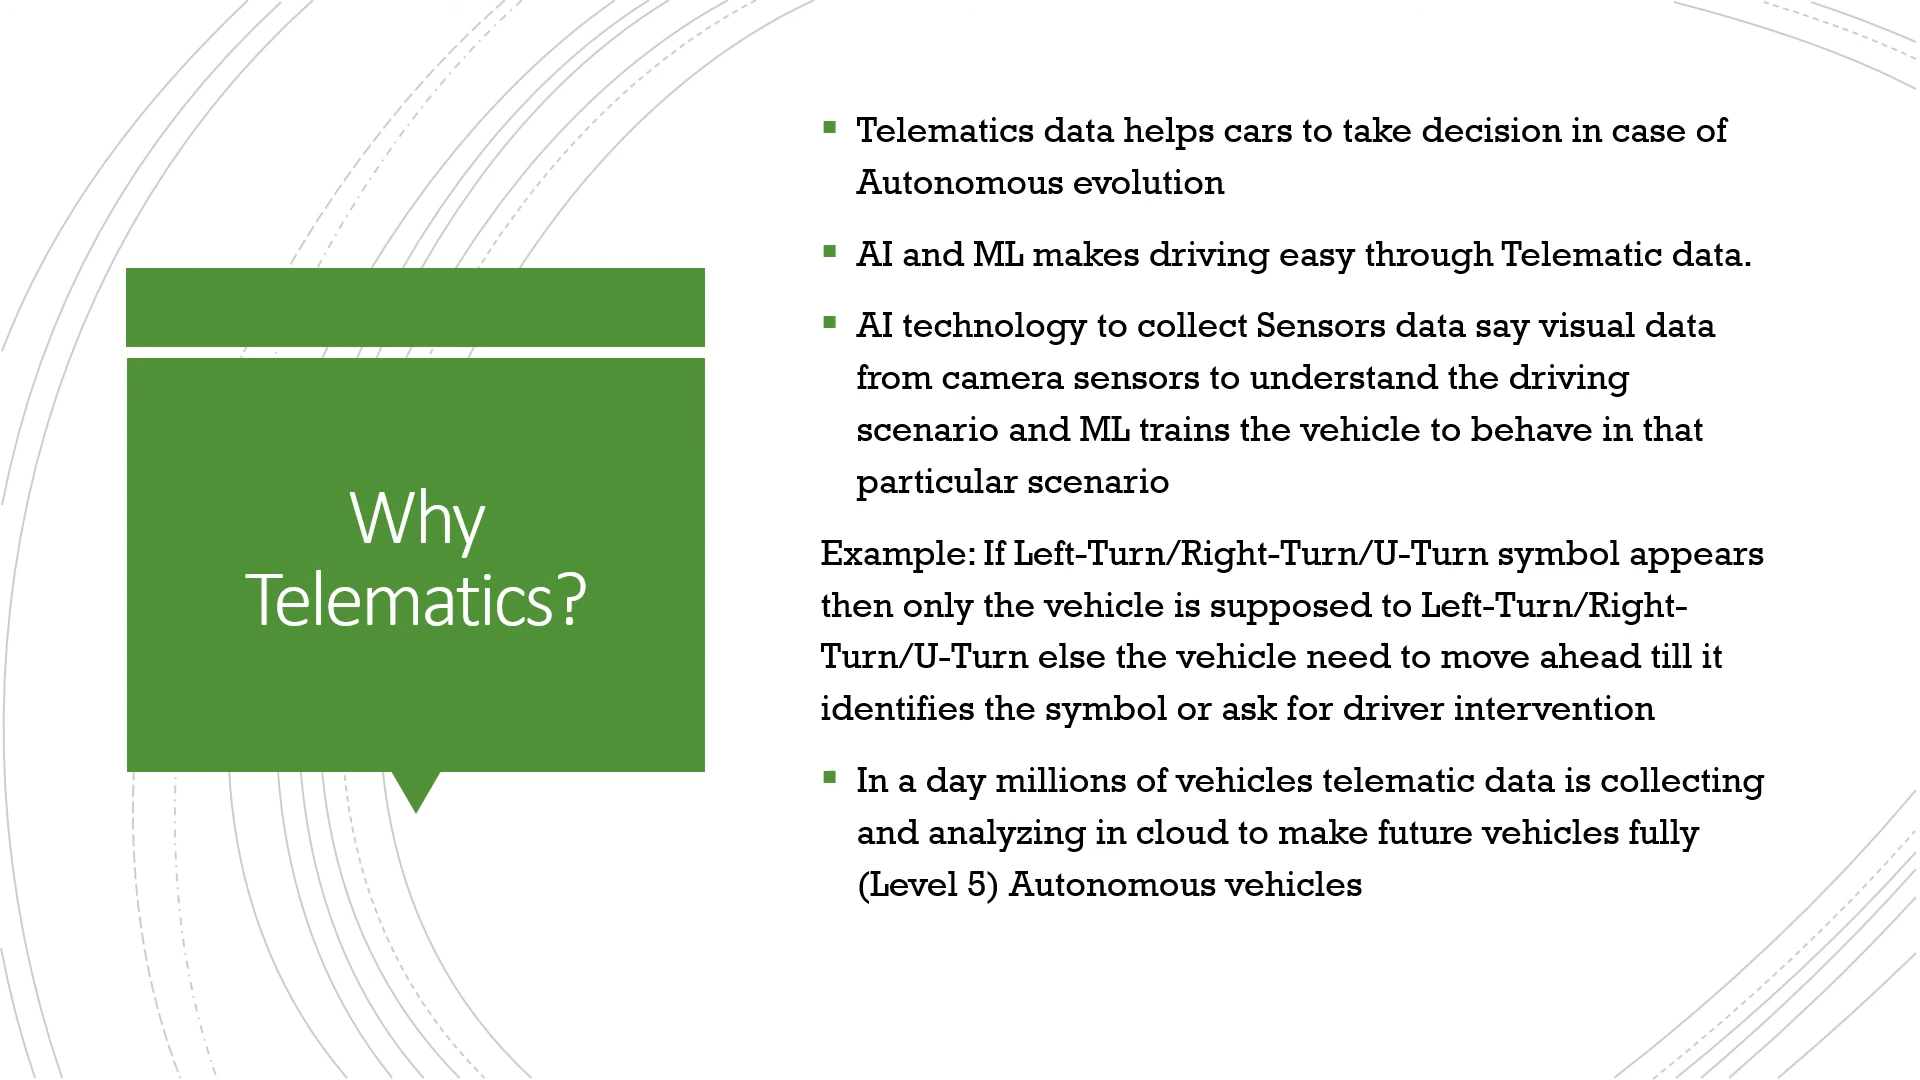 Why
Telematics?
Telematics data helps cars to take decision in case of
Autonomous evolution
AI and ML makes driving easy through Telematic data.
AI technology to collect Sensors data say visual data
from camera sensors to understand the driving
scenario and ML trains the vehicle to behave in that
particular scenario
Example: If Left-Turn/Right-Turn/U-Turn symbol appears
then only the vehicle is supposed to Left-Turn/Right-
Turn/U-Turn else the vehicle need to move ahead till it
identifies the symbol or ask for driver intervention
In a day millions of vehicles telematic data is collecting
and analyzing in cloud to make future vehicles fully
(Level 5) Autonomous vehicles